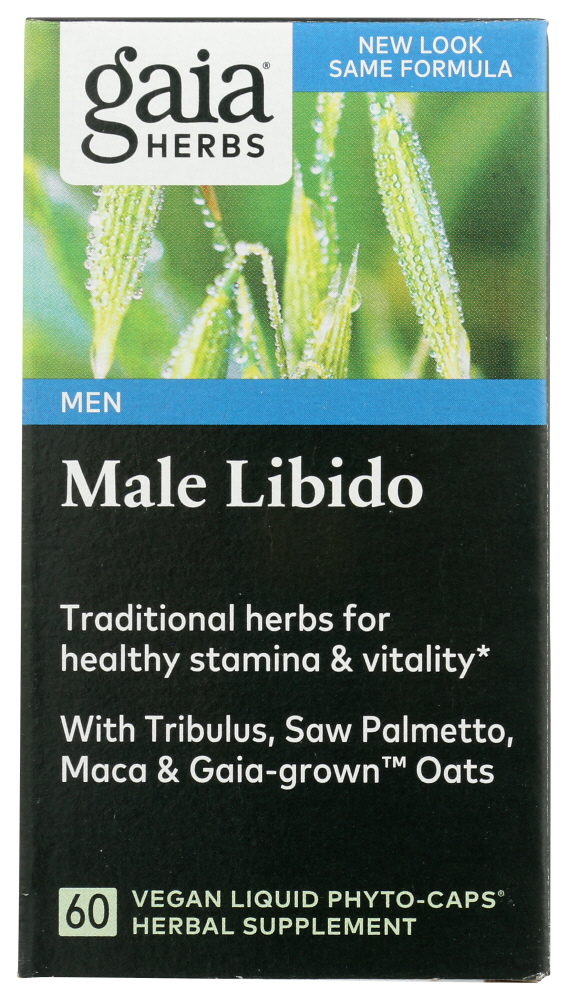 gaia®
HERBS
NEW LOOK
SAME FORMULA
MEN
Male Libido
Traditional herbs for
healthy stamina & vitality*
With Tribulus, Saw Palmetto,
Maca & Gaia-grown™ Oats
60
VEGAN LIQUID PHYTO-CAPS®
HERBAL SUPPLEMENT